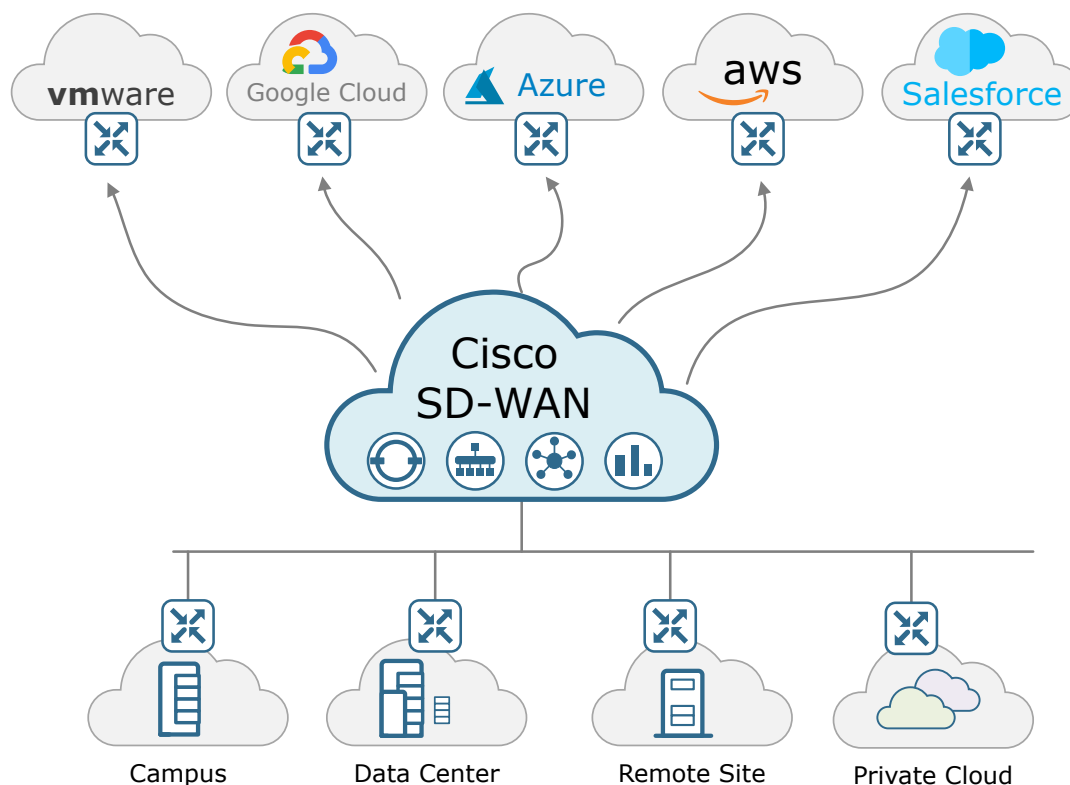 vmware
Google Cloud
Azure
aws
Salesforce
Cisco
SD-WAN
Campus
Data Center
Remote Site
Private Cloud